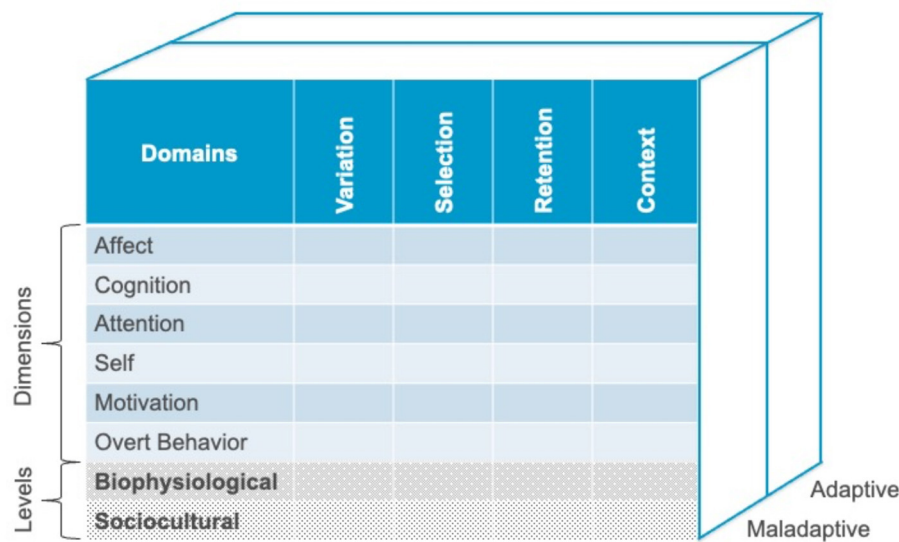 Domains
Variation
Selection
Retention
Context
Dimensions
Affect
Cognition
Attention
Self
Motivation
Overt Behavior
Levels
Biophysiological
Sociocultural
Adaptive
Maladaptive